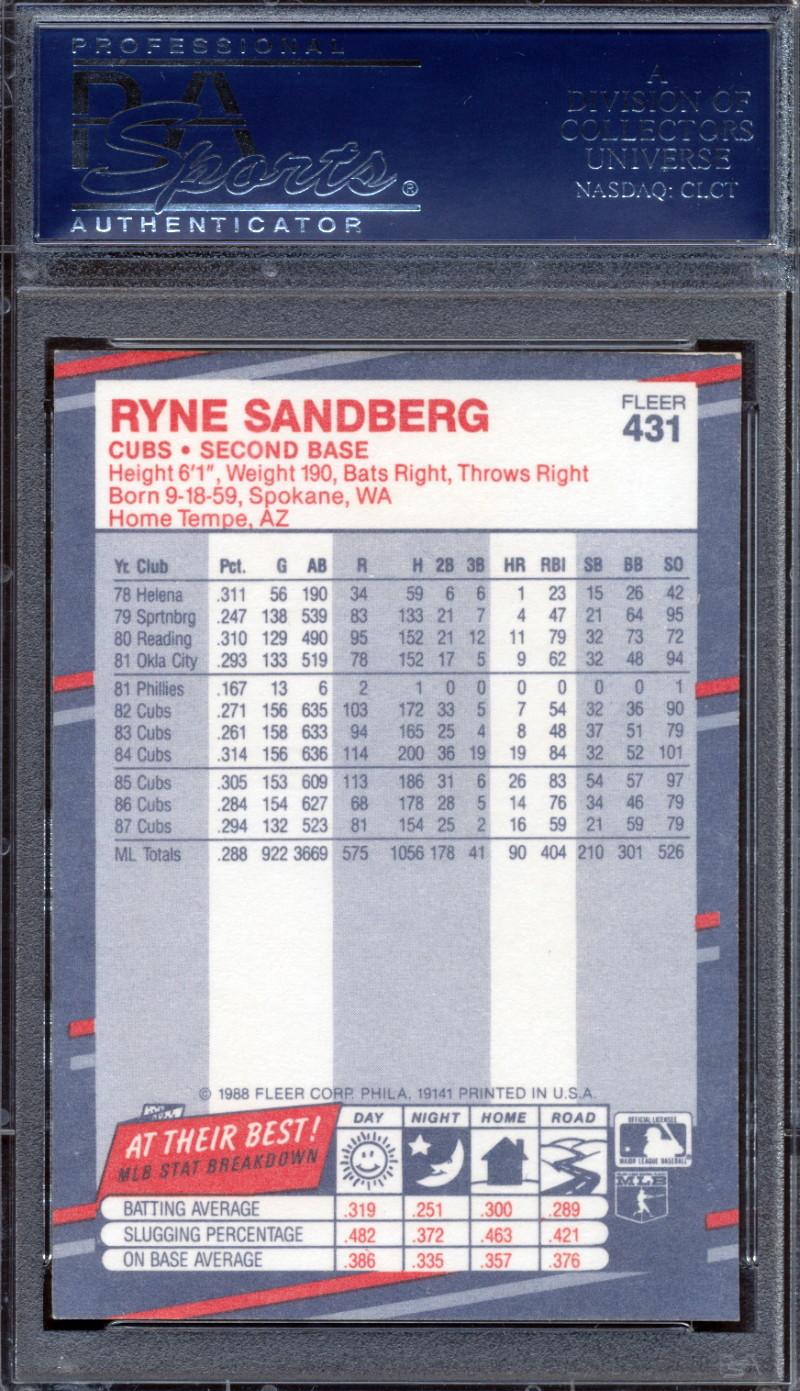 PROFESSIONAL
PSA
Sports®
AUTHENTICATOR
A
DIVISION OF
COLLECTORS
UNIVERSE
NASDAQ: CLCT
RYNE SANDBERG
FLEER
431
CUBS • SECOND BASE
Height 6'1", Weight 190, Bats Right, Throws Right
Born 9-18-59, Spokane, WA
Home Tempe, AZ
Yr. Club Pct. G AB R H 2B 3B HR RBI SB BB SO
78 Helena .311 56 190 34 59 6 6 1 23 15 26 42
79 Sprtnbrg .247 138 539 83 133 21 7 4 47 21 64 95
80 Reading .310 129 490 95 152 21 12 11 79 32 73 72
81 Okla City .293 133 519 78 152 17 5 9 62 32 48 94
81 Phillies .167 13 6 2 1 0 0 0 0 0 0 1
82 Cubs .271 156 635 103 172 33 5 7 54 32 36 90
83 Cubs .261 158 633 94 165 25 4 8 48 37 51 79
84 Cubs .314 156 636 114 200 36 19 19 84 32 52 101
85 Cubs .305 153 609 113 186 31 6 26 83 54 57 97
86 Cubs .284 154 627 68 178 28 5 14 76 34 46 79
87 Cubs .294 132 523 81 154 25 2 16 59 21 59 79
ML Totals .288 922 3669 575 1056 178 41 90 404 210 301 526
© 1988 FLEER CORP. PHILA, 19141 PRINTED IN U.S.A.
AT THEIR BEST!
MLB STAT BREAKDOWN
DAY NIGHT HOME ROAD
BATTING AVERAGE .319 .251 .300 .289
SLUGGING PERCENTAGE .482 .372 .463 .421
ON BASE AVERAGE .386 .335 .357 .376
OFFICIAL LICENSEE
MAJOR LEAGUE BASEBALL
MLB
PSA